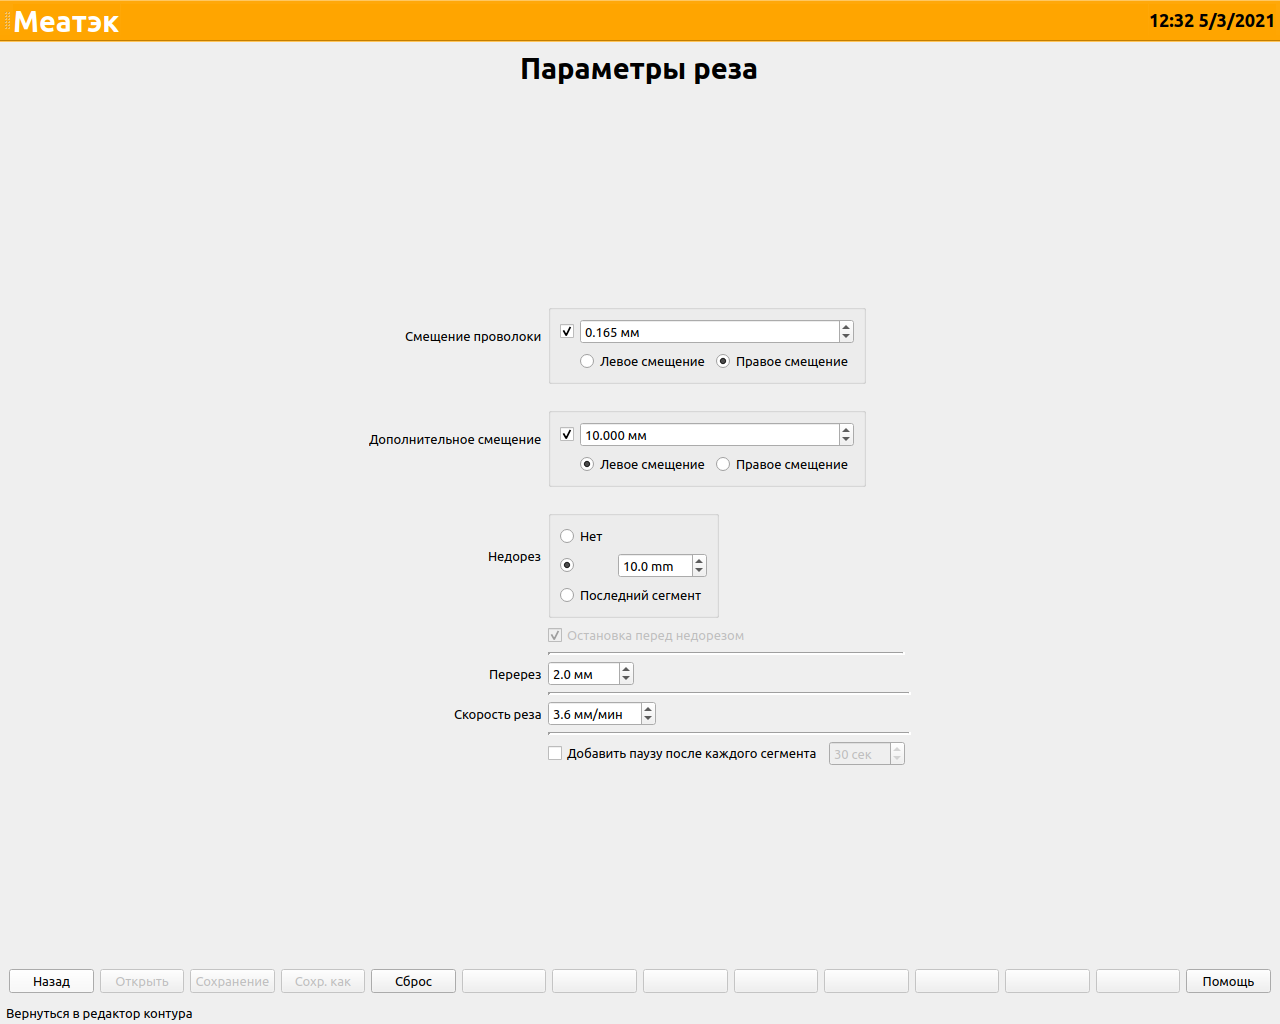 Меатэк
12:32 5/3/2021
Параметры реза
Смещение проволоки
0.165 мм
Левое смещение Правое смещение
Дополнительное смещение
10.000 мм
Левое смещение Правое смещение
Недорез
Нет
10.0 mm
Последний сегмент
Остановка перед недорезом
Перерез 2.0 мм
Скорость реза 3.6 мм/мин
Добавить паузу после каждого сегмента 30 сек
Назад Открыть Сохранение Сохр. как Сброс Помощь
Вернуться в редактор контура